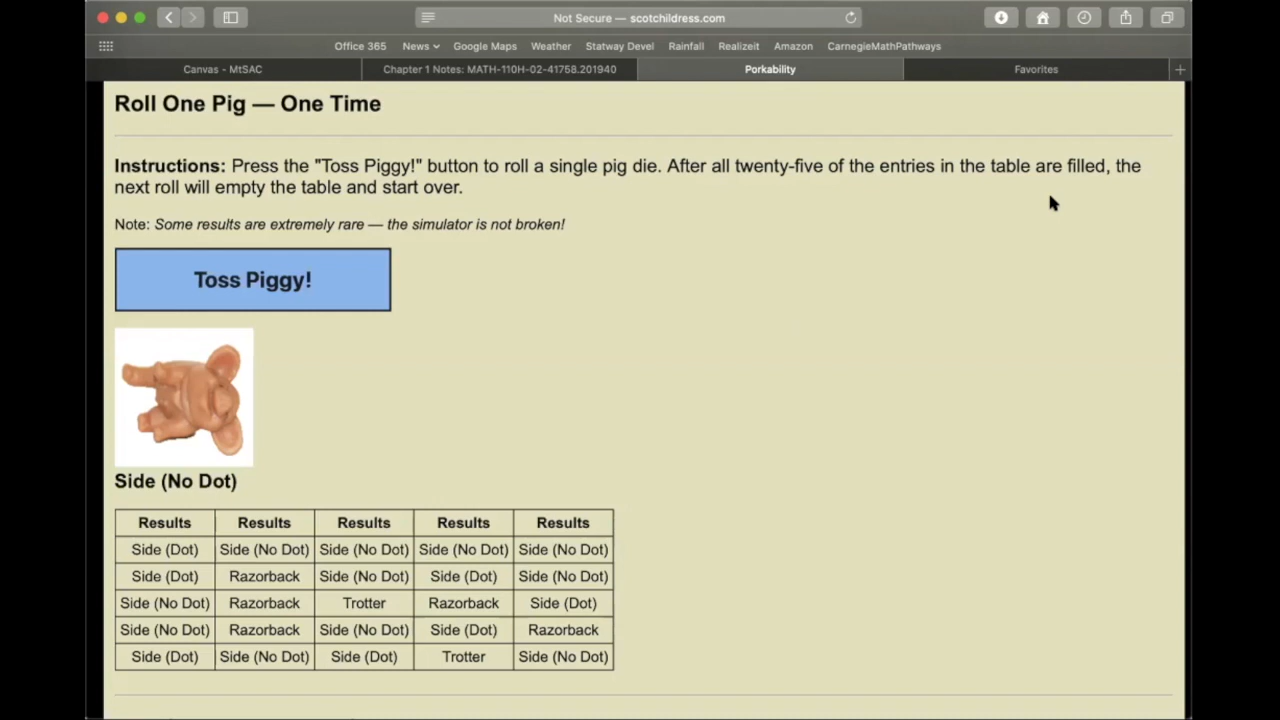 Not Secure — scotchildress.com
Office 365 News Google Maps Weather Statway Devel Rainfall Realizeit Amazon CarnegieMathPathways
Canvas - MtSAC Chapter 1 Notes: MATH-110H-02-41758.201940 Porkability Favorites
Roll One Pig — One Time
Instructions: Press the "Toss Piggy!" button to roll a single pig die. After all twenty-five of the entries in the table are filled, the
next roll will empty the table and start over.
Note: Some results are extremely rare — the simulator is not broken!
Toss Piggy!
Side (No Dot)
Results Results Results Results Results
Side (Dot) Side (No Dot) Side (No Dot) Side (No Dot) Side (No Dot)
Side (Dot) Razorback Side (No Dot) Side (Dot) Side (No Dot)
Side (No Dot) Razorback Trotter Razorback Side (Dot)
Side (No Dot) Razorback Side (No Dot) Side (Dot) Razorback
Side (Dot) Side (No Dot) Side (Dot) Trotter Side (No Dot)